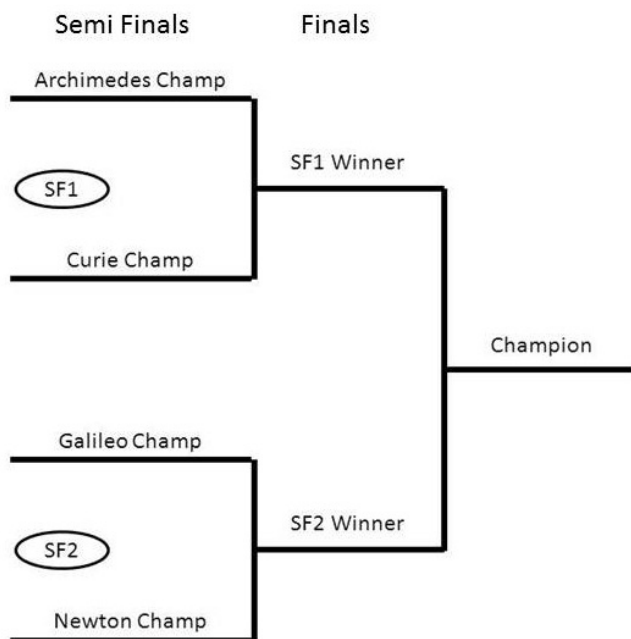 Semi Finals
Finals
Archimedes Champ
SF1
SF1 Winner
Curie Champ
Champion
Galileo Champ
SF2
SF2 Winner
Newton Champ